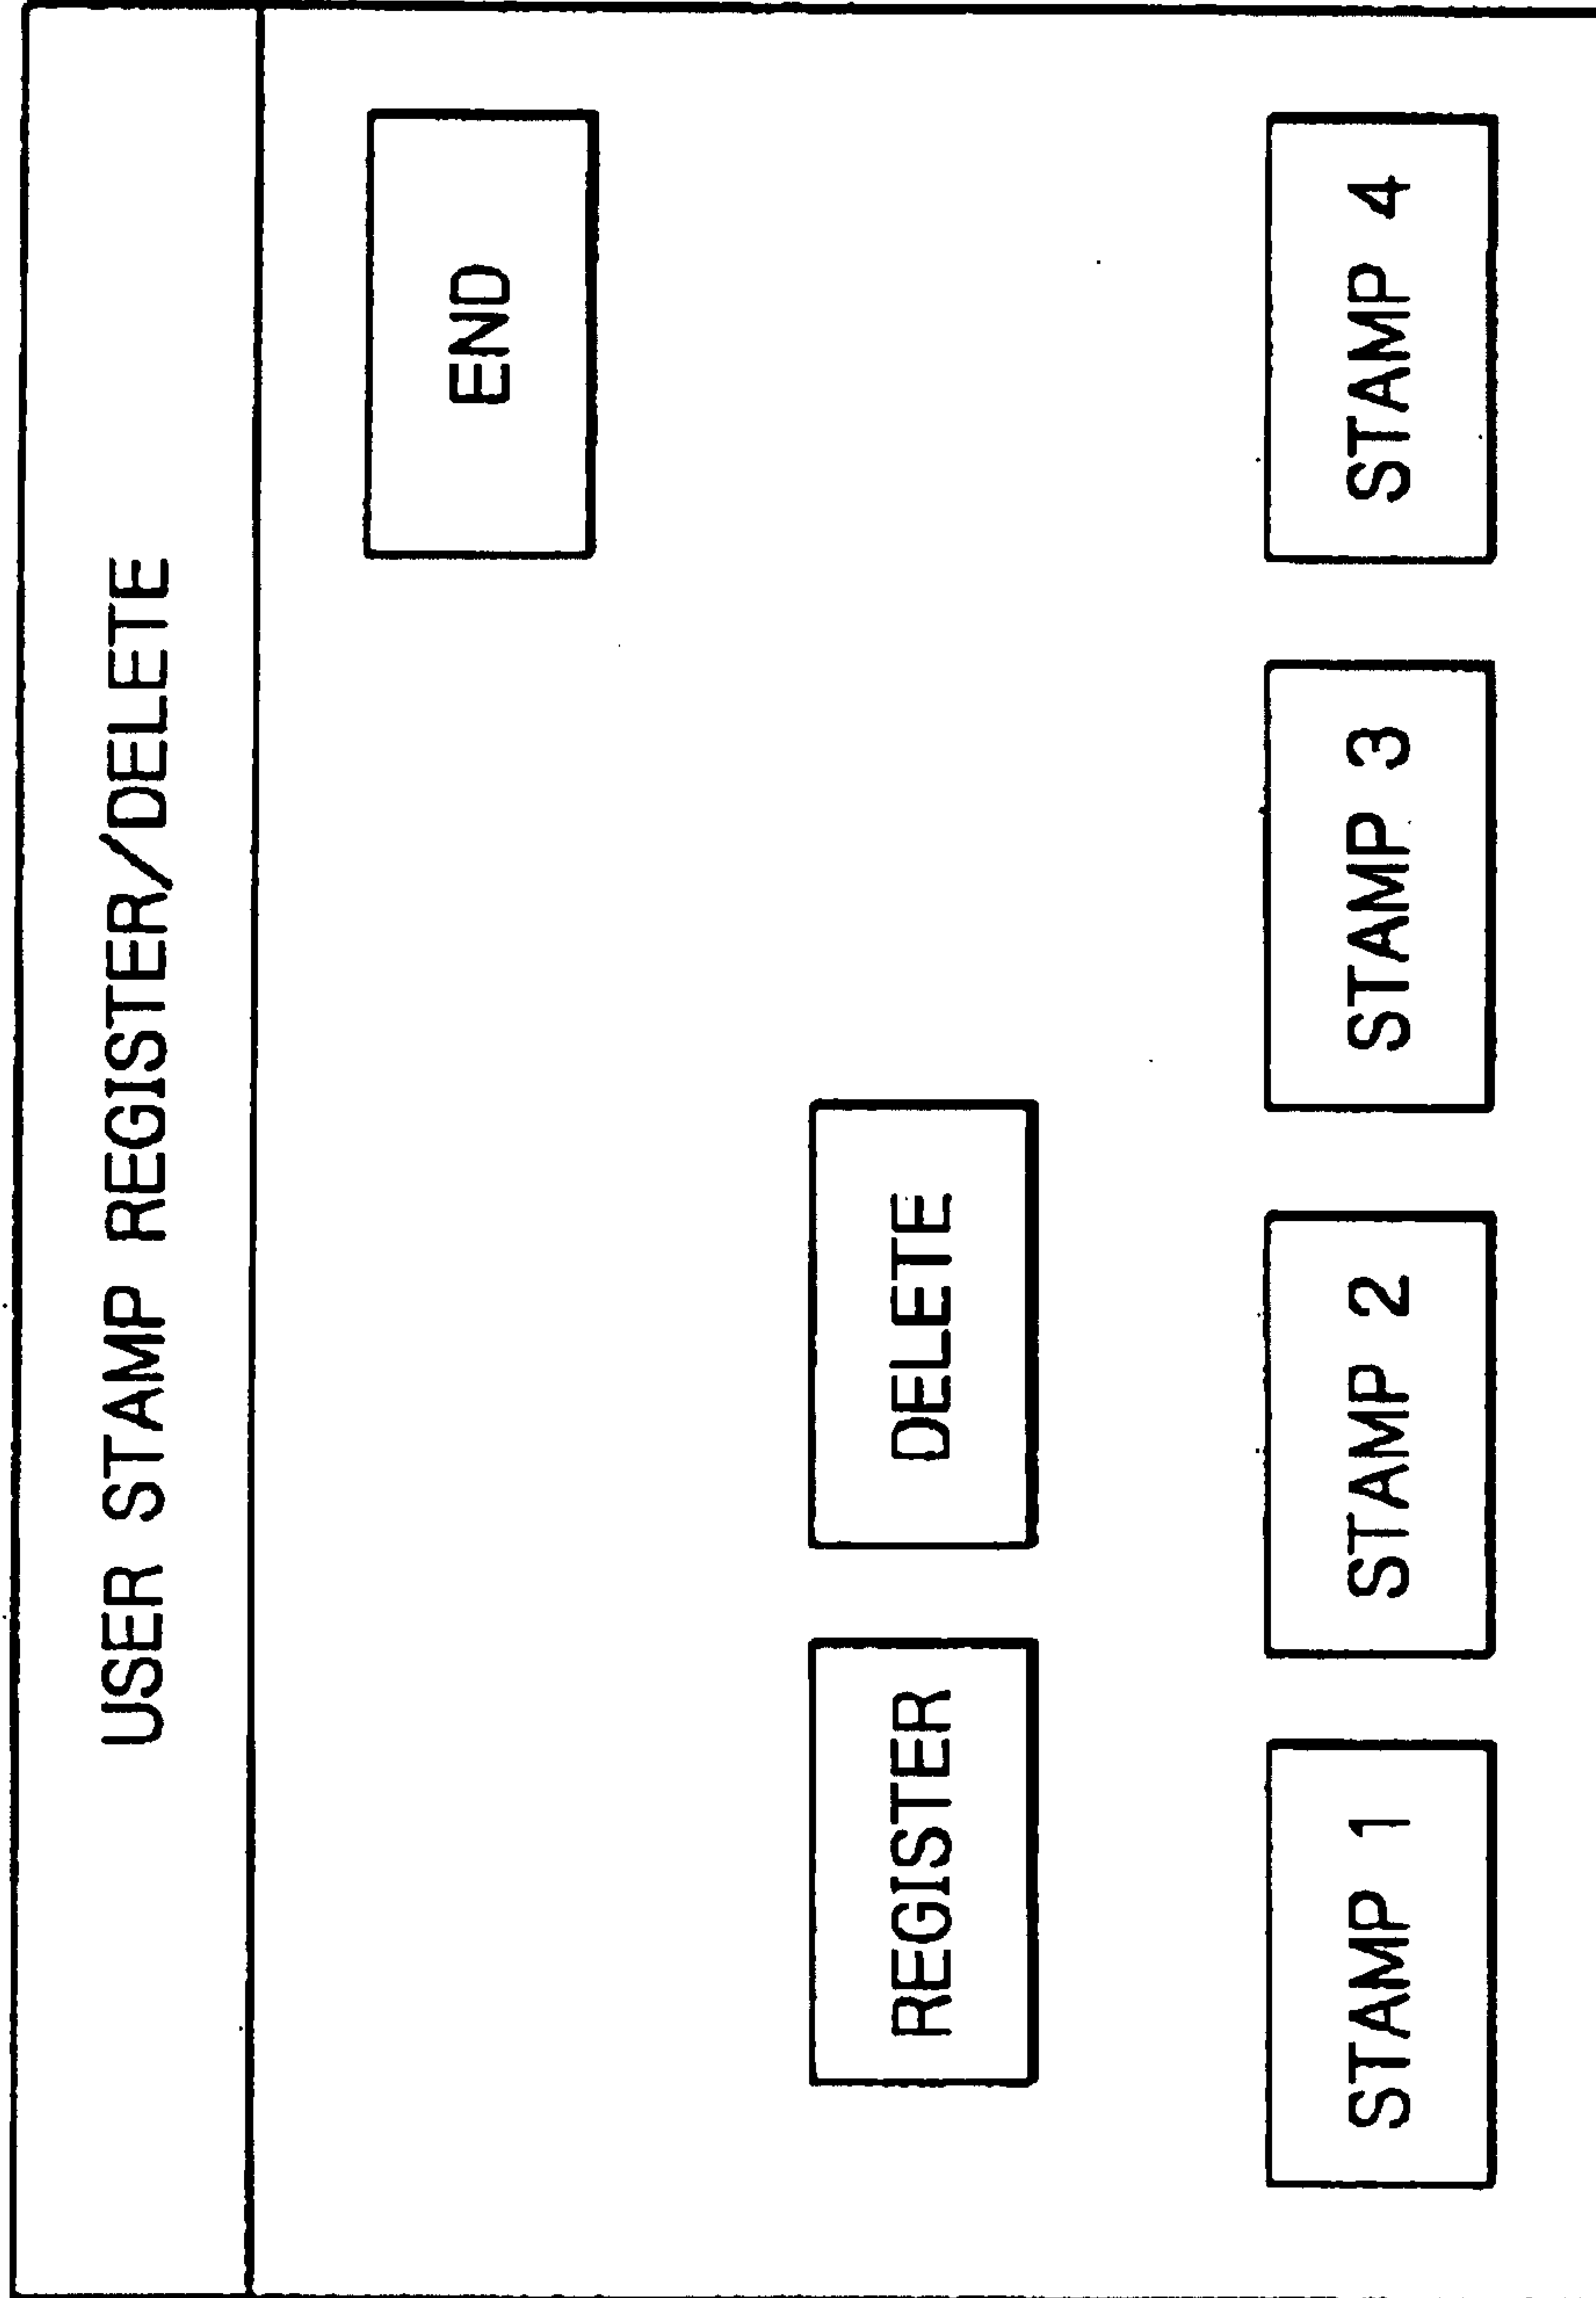 USER STAMP REGISTER/DELETE
END
REGISTER DELETE
STAMP 1 STAMP 2 STAMP 3 STAMP 4